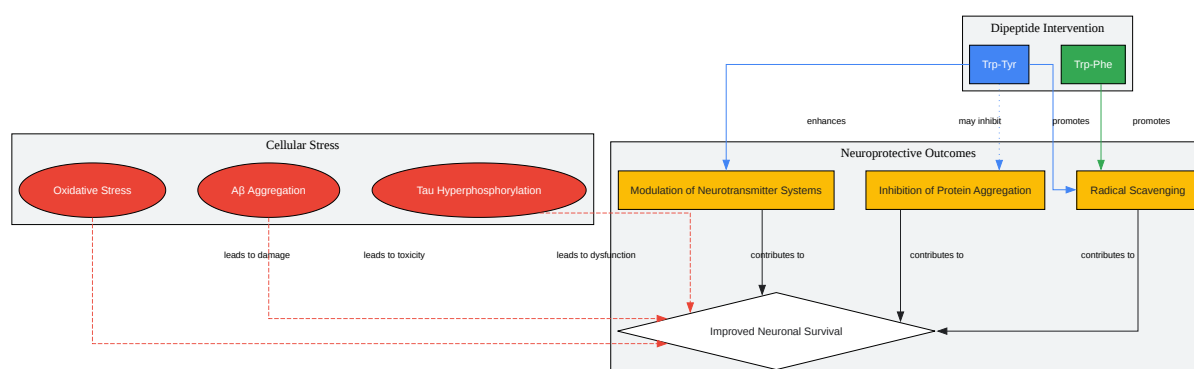 Dipeptide Intervention
Trp-Tyr
Trp-Phe
enhances
may inhibit
promotes
promotes
Cellular Stress
Oxidative Stress
Aβ Aggregation
Tau Hyperphosphorylation
Neuroprotective Outcomes
Modulation of Neurotransmitter Systems
Inhibition of Protein Aggregation
Radical Scavenging
leads to damage
leads to toxicity
leads to dysfunction
contributes to
contributes to
contributes to
Improved Neuronal Survival